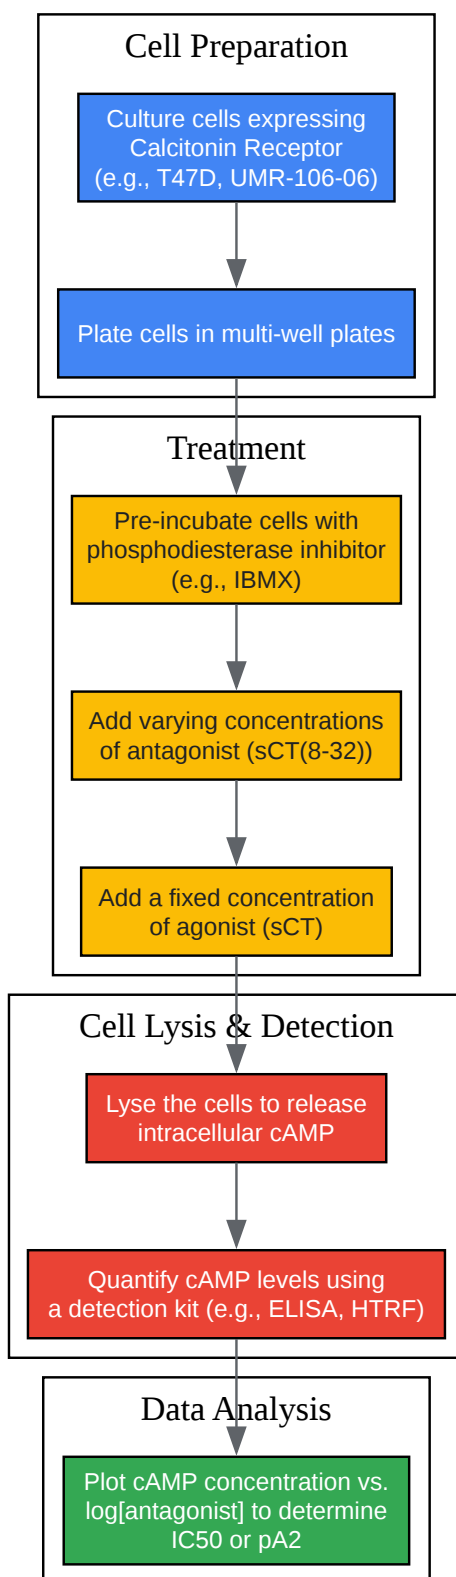 Cell Preparation
Culture cells expressing
Calcitonin Receptor
(e.g., T47D, UMR-106-06)
Plate cells in multi-well plates
Treatment
Pre-incubate cells with
phosphodiesterase inhibitor
(e.g., IBMX)
Add varying concentrations
of antagonist (sCT(8-32))
Add a fixed concentration
of agonist (sCT)
Cell Lysis & Detection
Lyse the cells to release
intracellular cAMP
Quantify cAMP levels using
a detection kit (e.g., ELISA, HTRF)
Data Analysis
Plot cAMP concentration vs.
log[antagonist] to determine
IC50 or pA2